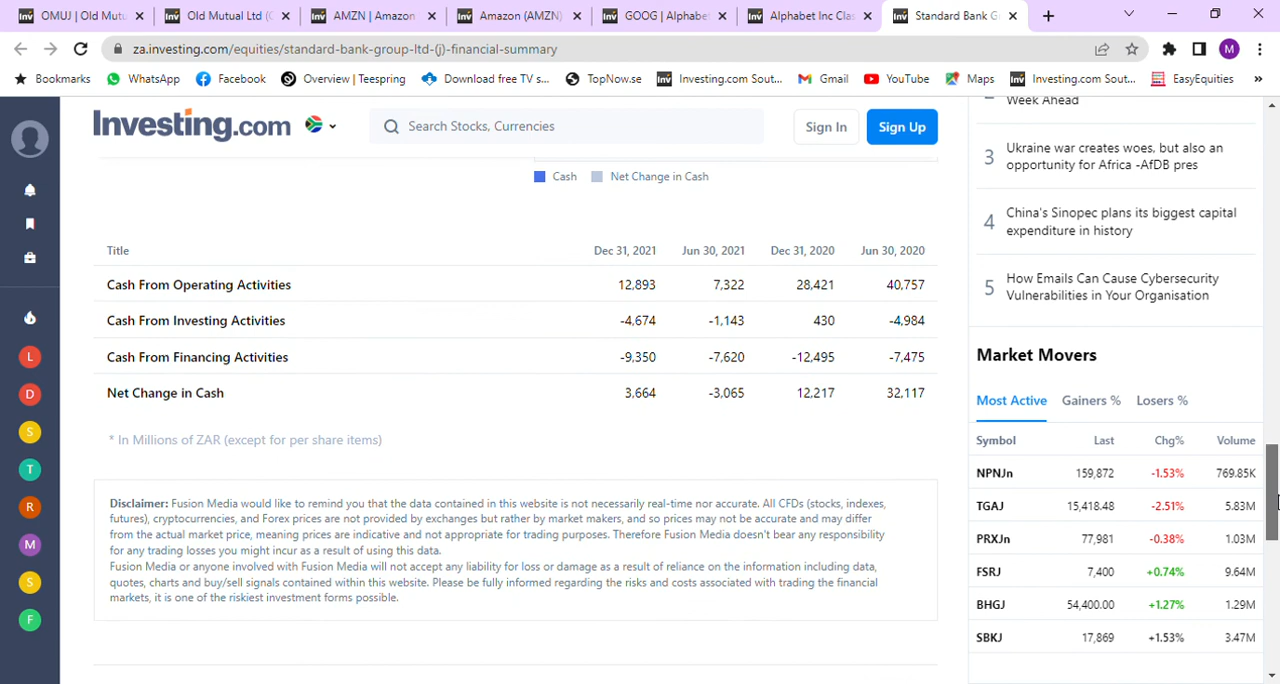 OMUJ | Old Mutu
Old Mutual Ltd (O
AMZN | Amazon
Amazon (AMZN)
GOOG | Alphabet
Alphabet Inc Clas
Standard Bank G
za.investing.com/equities/standard-bank-group-ltd-(j)-financial-summary
M
Bookmarks
WhatsApp
Facebook
Overview | Teespring
Download free TV s...
TopNow.se
Investing.com Sout...
Gmail
YouTube
Maps
Investing.com Sout...
EasyEquities
»
Investing.com
Search Stocks, Currencies
Sign In
Sign Up
L
D
S
T
R
M
S
F
Cash
Net Change in Cash
Title Dec 31, 2021 Jun 30, 2021 Dec 31, 2020 Jun 30, 2020
Cash From Operating Activities 12,893 7,322 28,421 40,757
Cash From Investing Activities -4,674 -1,143 430 -4,984
Cash From Financing Activities -9,350 -7,620 -12,495 -7,475
Net Change in Cash 3,664 -3,065 12,217 32,117
* In Millions of ZAR (except for per share items)
Disclaimer: Fusion Media would like to remind you that the data contained in this website is not necessarily real-time nor accurate. All CFDs (stocks, indexes,
futures), cryptocurrencies, and Forex prices are not provided by exchanges but rather by market makers, and so prices may not be accurate and may differ
from the actual market price, meaning prices are indicative and not appropriate for trading purposes. Therefore Fusion Media doesn't bear any responsibility
for any trading losses you might incur as a result of using this data.
Fusion Media or anyone involved with Fusion Media will not accept any liability for loss or damage as a result of reliance on the information including data,
quotes, charts and buy/sell signals contained within this website. Please be fully informed regarding the risks and costs associated with trading the financial
markets, it is one of the riskiest investment forms possible.
Week Ahead
3 Ukraine war creates woes, but also an
opportunity for Africa -AfDB pres
4 China's Sinopec plans its biggest capital
expenditure in history
5 How Emails Can Cause Cybersecurity
Vulnerabilities in Your Organisation
Market Movers
Most Active Gainers % Losers %
Symbol Last Chg% Volume
NPNJn 159,872 -1.53% 769.85K
TGAJ 15,418.48 -2.51% 5.83M
PRXJn 77,981 -0.38% 1.03M
FSRJ 7,400 +0.74% 9.64M
BHGJ 54,400.00 +1.27% 1.29M
SBKJ 17,869 +1.53% 3.47M